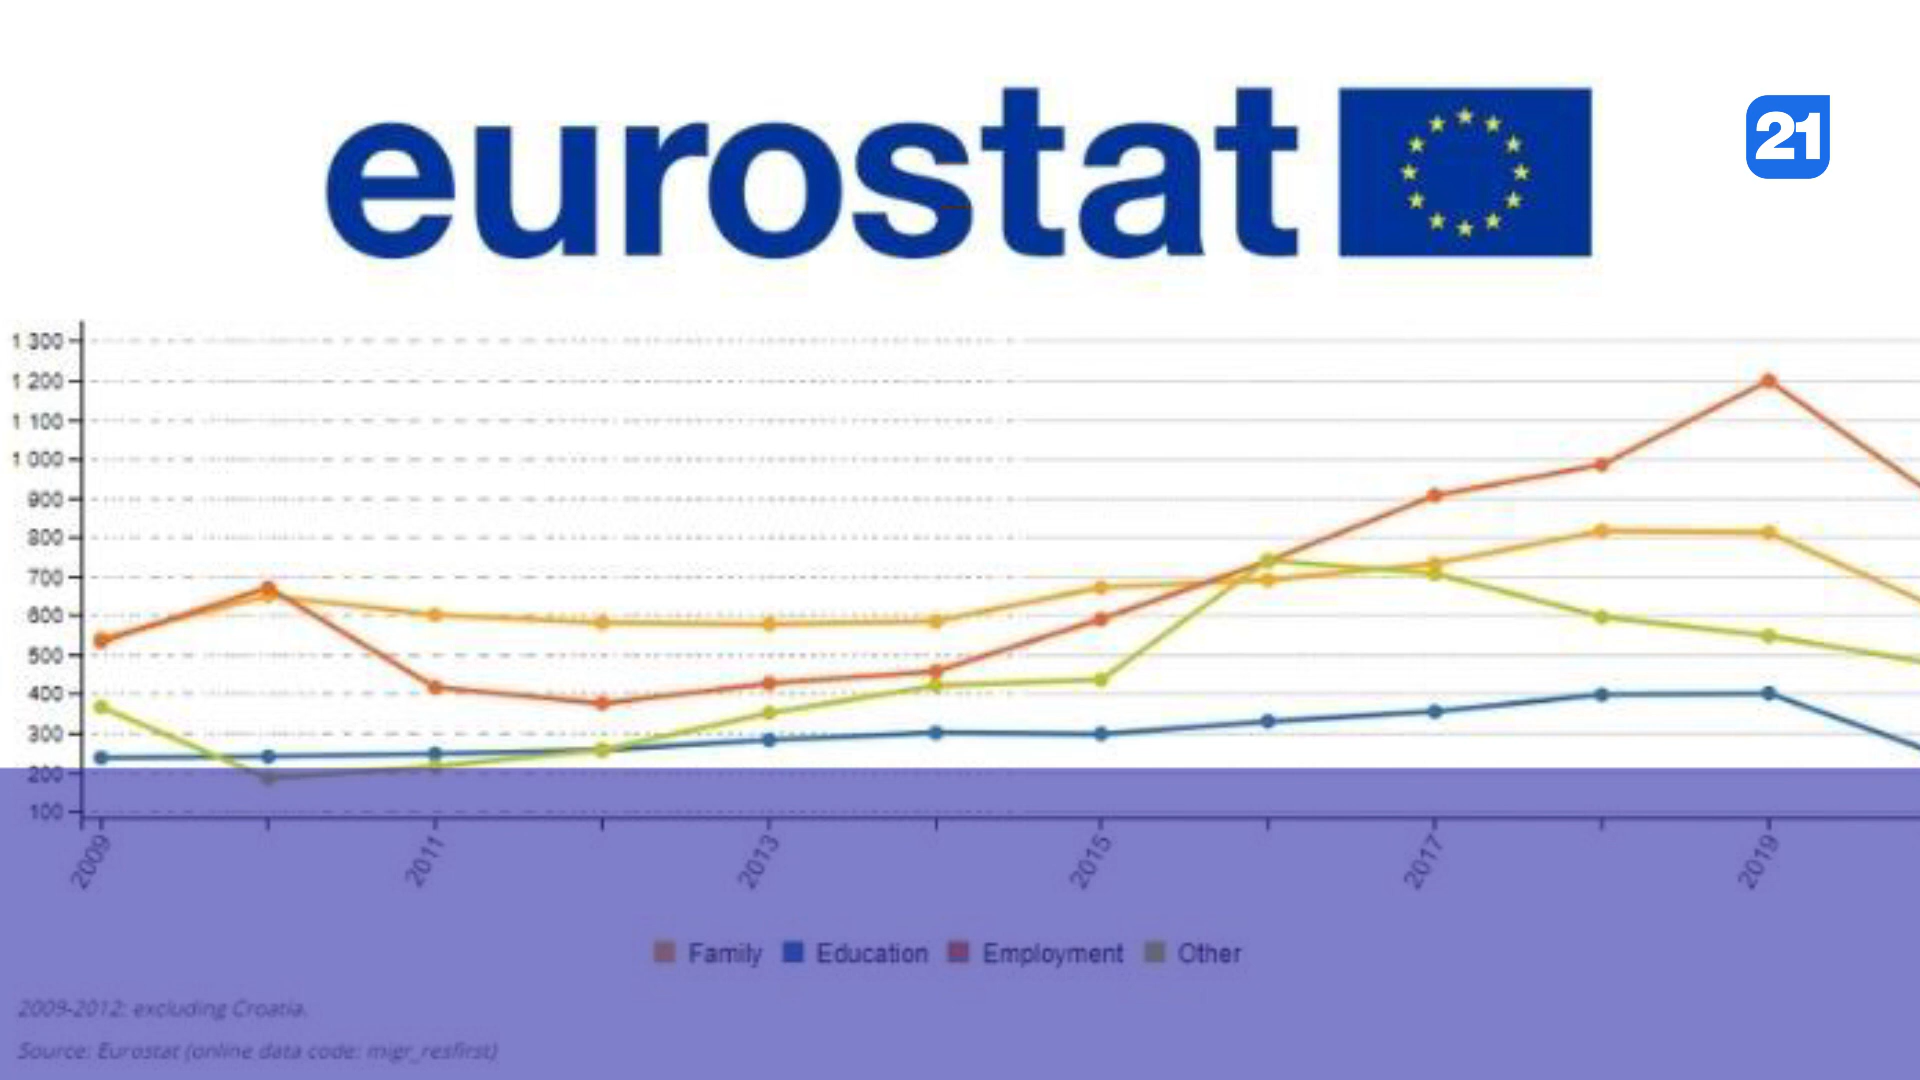 eurostat
21
1 300
1 200
1 100
1 000
900
800
700
600
500
400
300
200
100
2009 2011 2013 2015 2017 2019
Family Education Employment Other
2009-2012: excluding Croatia.
Source: Eurostat (online data code: migr_resfirst)